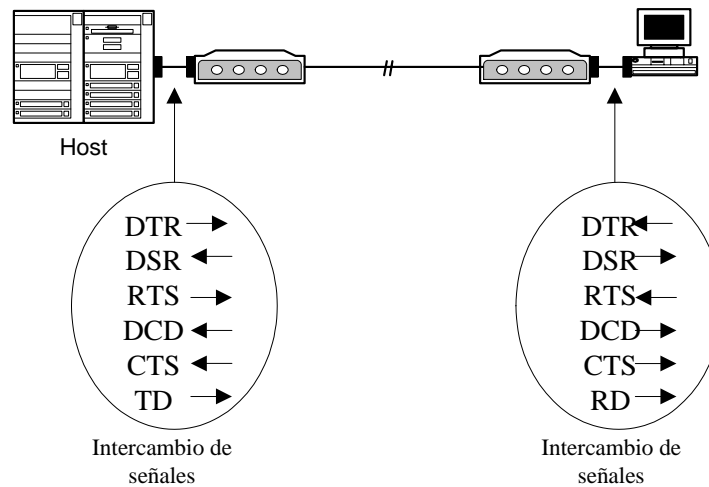 Host
DTR
DSR
RTS
DCD
CTS
TD
Intercambio de
señales
DTR
DSR
RTS
DCD
CTS
RD
Intercambio de
señales